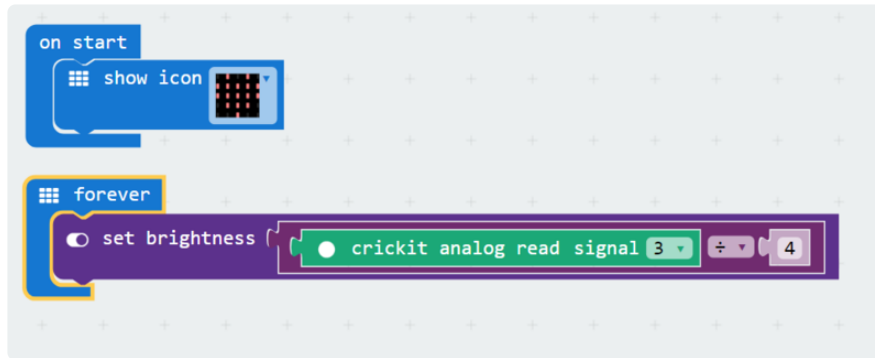 on start
show icon
forever
set brightness crickit analog read signal 3 ÷ 4